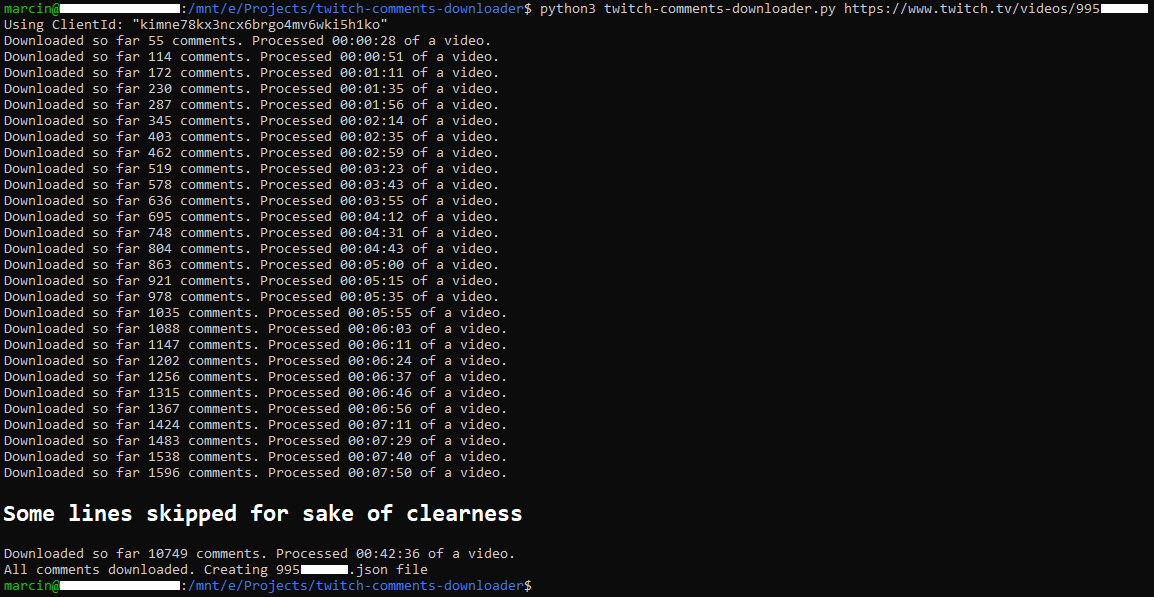 marcin@:/mnt/e/Projects/twitch-comments-downloader$ python3 twitch-comments-downloader.py https://www.twitch.tv/videos/995
Using ClientId: "kimne78kx3ncx6brgo4mv6wki5h1ko"
Downloaded so far 55 comments. Processed 00:00:28 of a video.
Downloaded so far 114 comments. Processed 00:00:51 of a video.
Downloaded so far 172 comments. Processed 00:01:11 of a video.
Downloaded so far 230 comments. Processed 00:01:35 of a video.
Downloaded so far 287 comments. Processed 00:01:56 of a video.
Downloaded so far 345 comments. Processed 00:02:14 of a video.
Downloaded so far 403 comments. Processed 00:02:35 of a video.
Downloaded so far 462 comments. Processed 00:02:59 of a video.
Downloaded so far 519 comments. Processed 00:03:23 of a video.
Downloaded so far 578 comments. Processed 00:03:43 of a video.
Downloaded so far 636 comments. Processed 00:03:55 of a video.
Downloaded so far 695 comments. Processed 00:04:12 of a video.
Downloaded so far 748 comments. Processed 00:04:31 of a video.
Downloaded so far 804 comments. Processed 00:04:43 of a video.
Downloaded so far 863 comments. Processed 00:05:00 of a video.
Downloaded so far 921 comments. Processed 00:05:15 of a video.
Downloaded so far 978 comments. Processed 00:05:35 of a video.
Downloaded so far 1035 comments. Processed 00:05:55 of a video.
Downloaded so far 1088 comments. Processed 00:06:03 of a video.
Downloaded so far 1147 comments. Processed 00:06:11 of a video.
Downloaded so far 1202 comments. Processed 00:06:24 of a video.
Downloaded so far 1256 comments. Processed 00:06:37 of a video.
Downloaded so far 1315 comments. Processed 00:06:46 of a video.
Downloaded so far 1367 comments. Processed 00:06:56 of a video.
Downloaded so far 1424 comments. Processed 00:07:11 of a video.
Downloaded so far 1483 comments. Processed 00:07:29 of a video.
Downloaded so far 1538 comments. Processed 00:07:40 of a video.
Downloaded so far 1596 comments. Processed 00:07:50 of a video.
Some lines skipped for sake of clearness
Downloaded so far 10749 comments. Processed 00:42:36 of a video.
All comments downloaded. Creating 995.json file
marcin@:/mnt/e/Projects/twitch-comments-downloader$